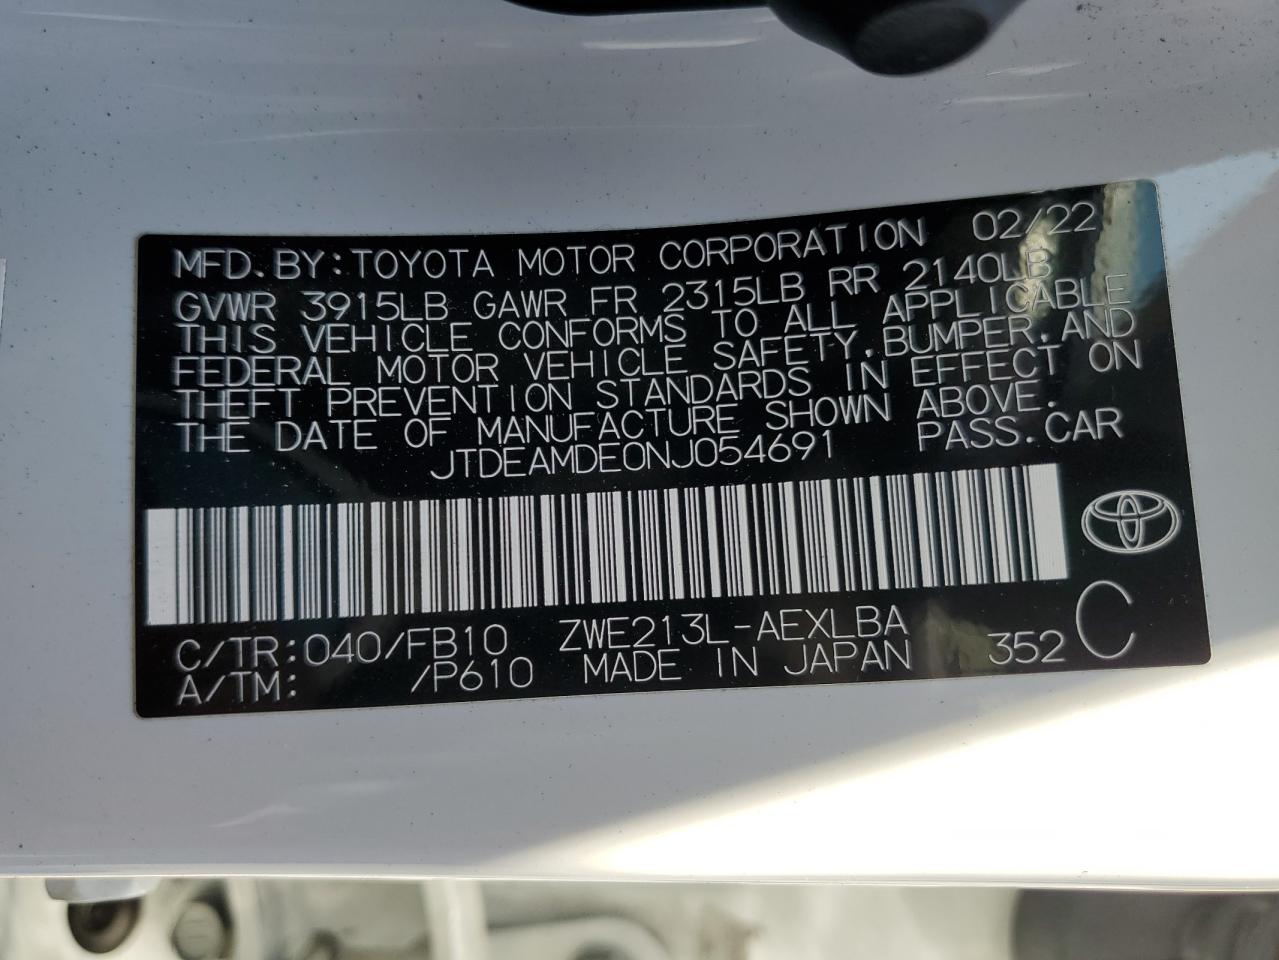 MFD.BY:TOYOTA MOTOR CORPORATION 02/22
GVWR 3915LB GAWR FR 2315LB RR 2140LB
THIS VEHICLE CONFORMS TO ALL APPLICABLE
FEDERAL MOTOR VEHICLE SAFETY,BUMPER,AND
THEFT PREVENTION STANDARDS IN EFFECT ON
THE DATE OF MANUFACTURE SHOWN ABOVE.
JTDEAMDE0NJ054691 PASS.CAR
C/TR:040/FB10 ZWE213L-AEXLBA
A/TM: /P610 MADE IN JAPAN 352 C